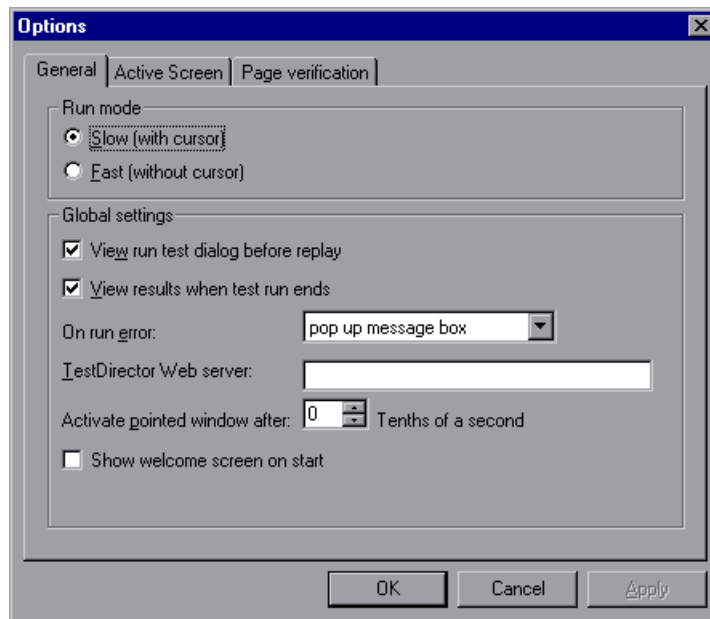 Options
General Active Screen Page verification
Run mode
Slow (with cursor)
Fast (without cursor)
Global settings
View run test dialog before replay
View results when test run ends
On run error: pop up message box
TestDirector Web server:
Activate pointed window after: 0 Tenths of a second
Show welcome screen on start
OK Cancel Apply